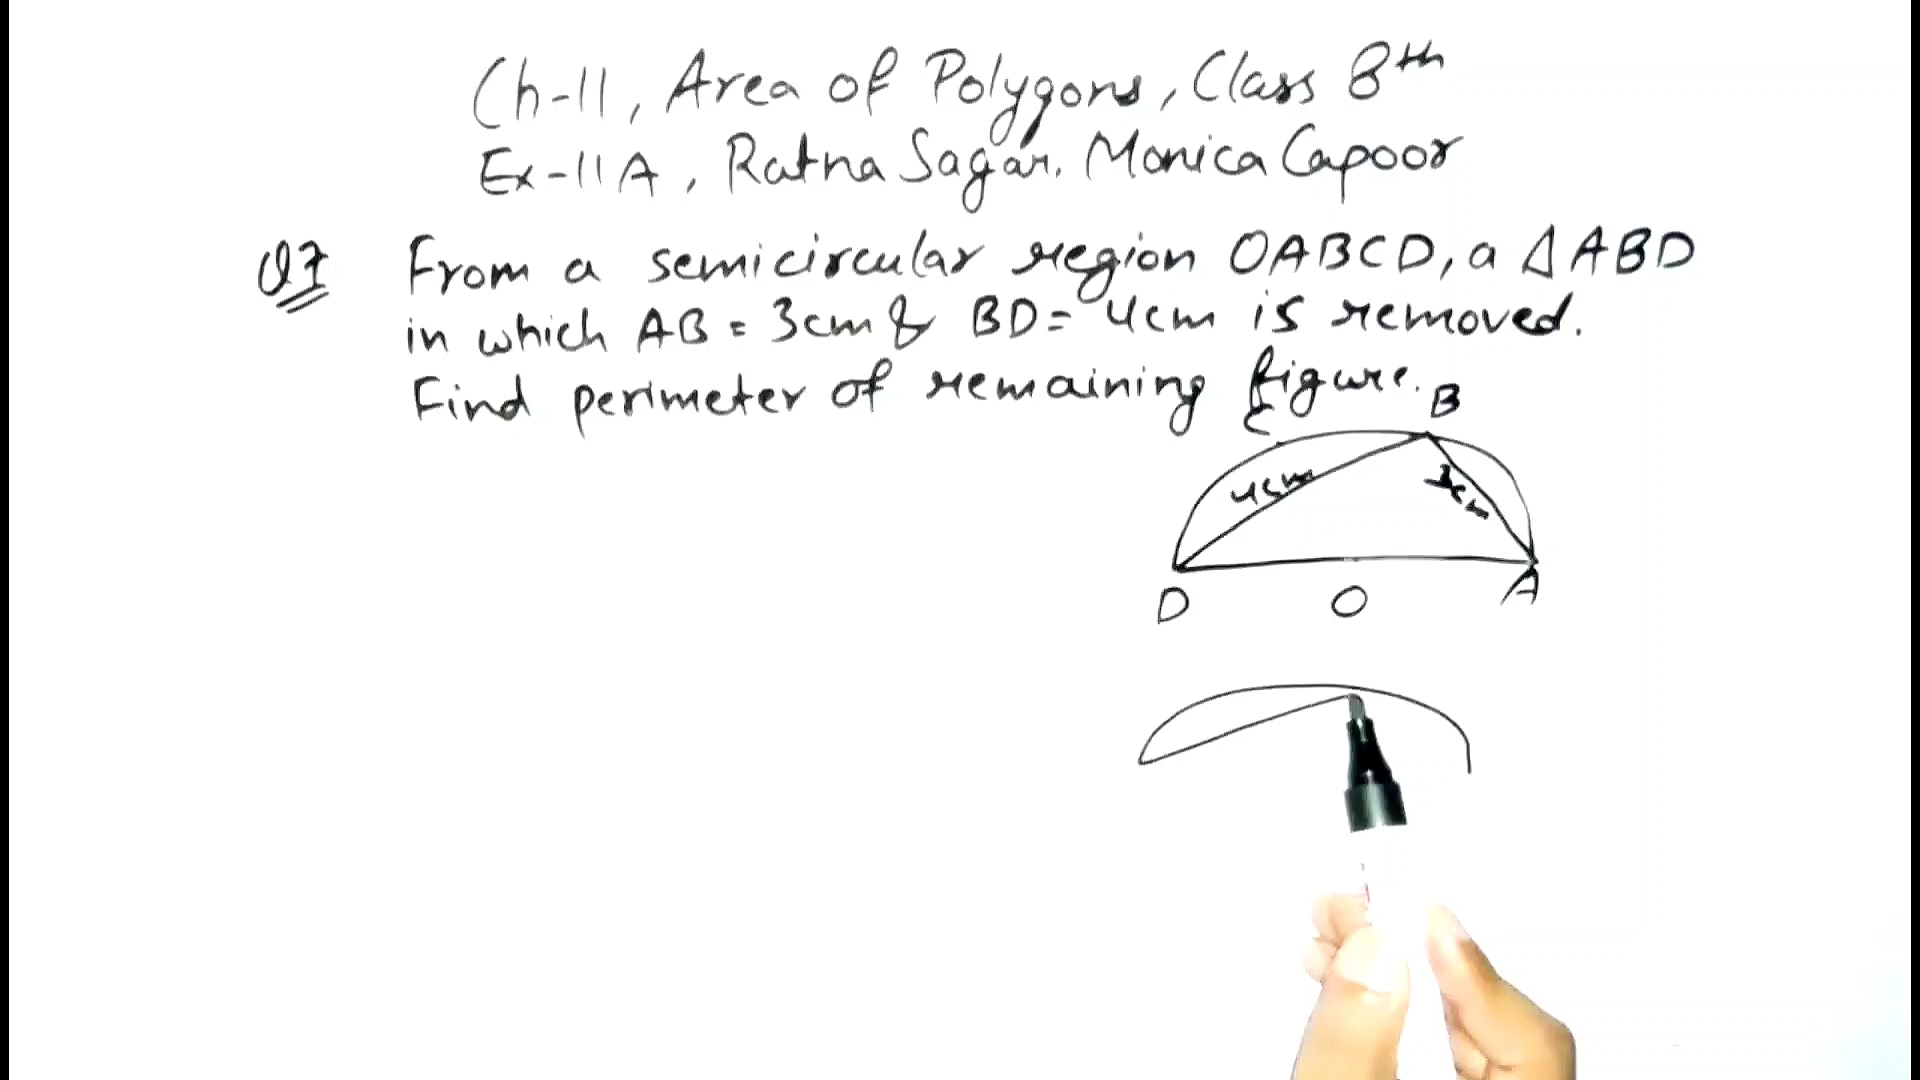 Ch-11, Area of Polygons, Class 8th
Ex-11A, Ratna Sagar, Monica Capoor
Q7 From a semicircular region OABCD, a Δ ABD
in which AB = 3cm & BD = 4cm is removed.
Find perimeter of remaining figure.
C B
4cm 3cm
D O A